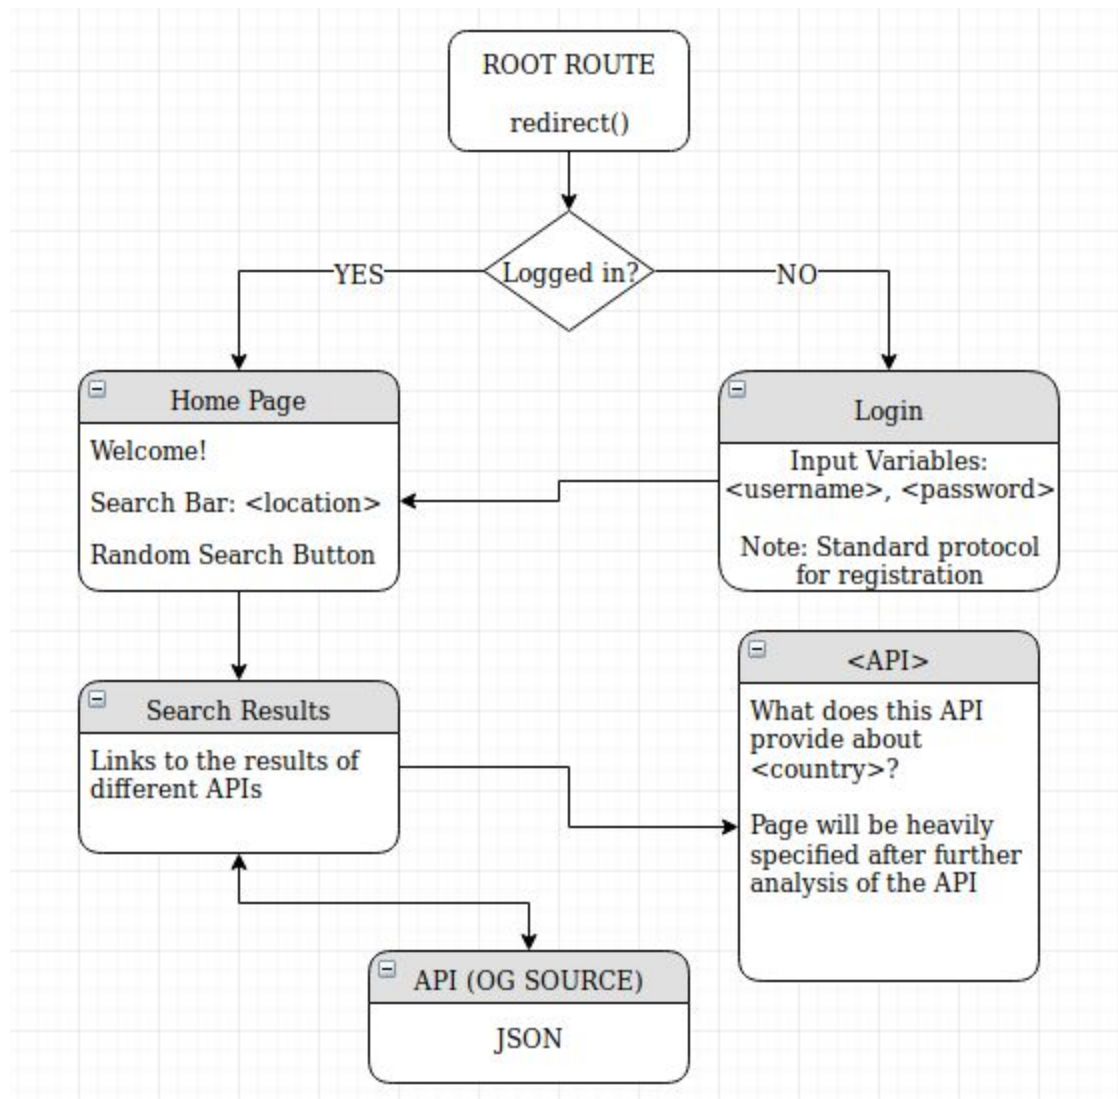 ROOT ROUTE
redirect()
Logged in?
YES
NO
Home Page
Welcome!
Search Bar: <location>
Random Search Button
Login
Input Variables:
<username>, <password>
Note: Standard protocol
for registration
Search Results
Links to the results of
different APIs
<API>
What does this API
provide about
<country>?
Page will be heavily
specified after further
analysis of the API
API (OG SOURCE)
JSON